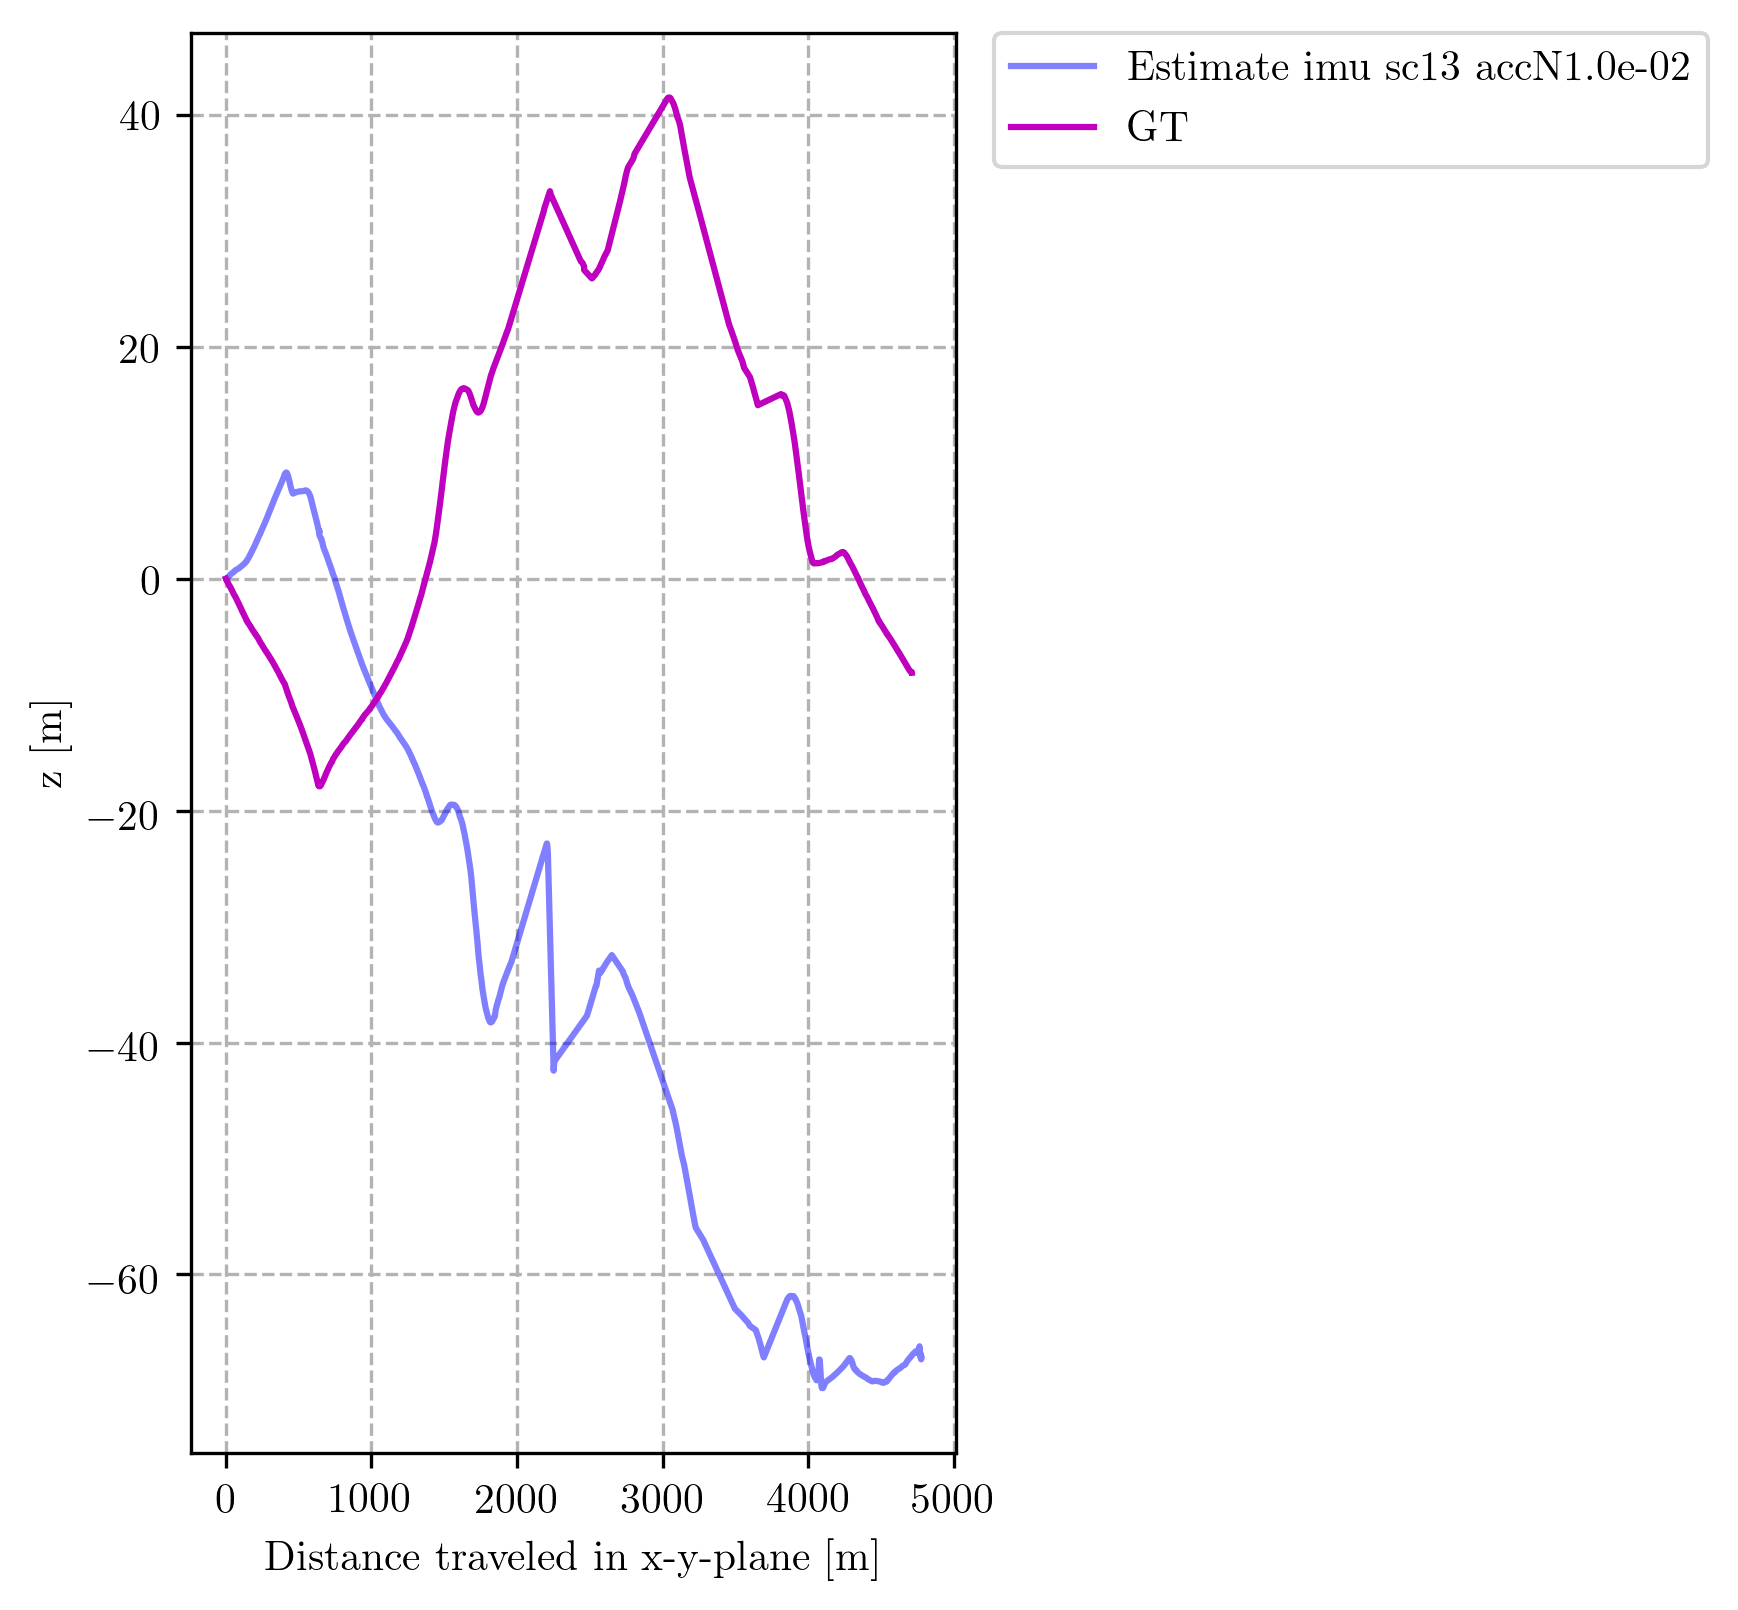 Estimate imu sc13 accN1.0e-02
GT
40
20
0
−20
−40
−60
z [m]
0 1000 2000 3000 4000 5000
Distance traveled in x-y-plane [m]